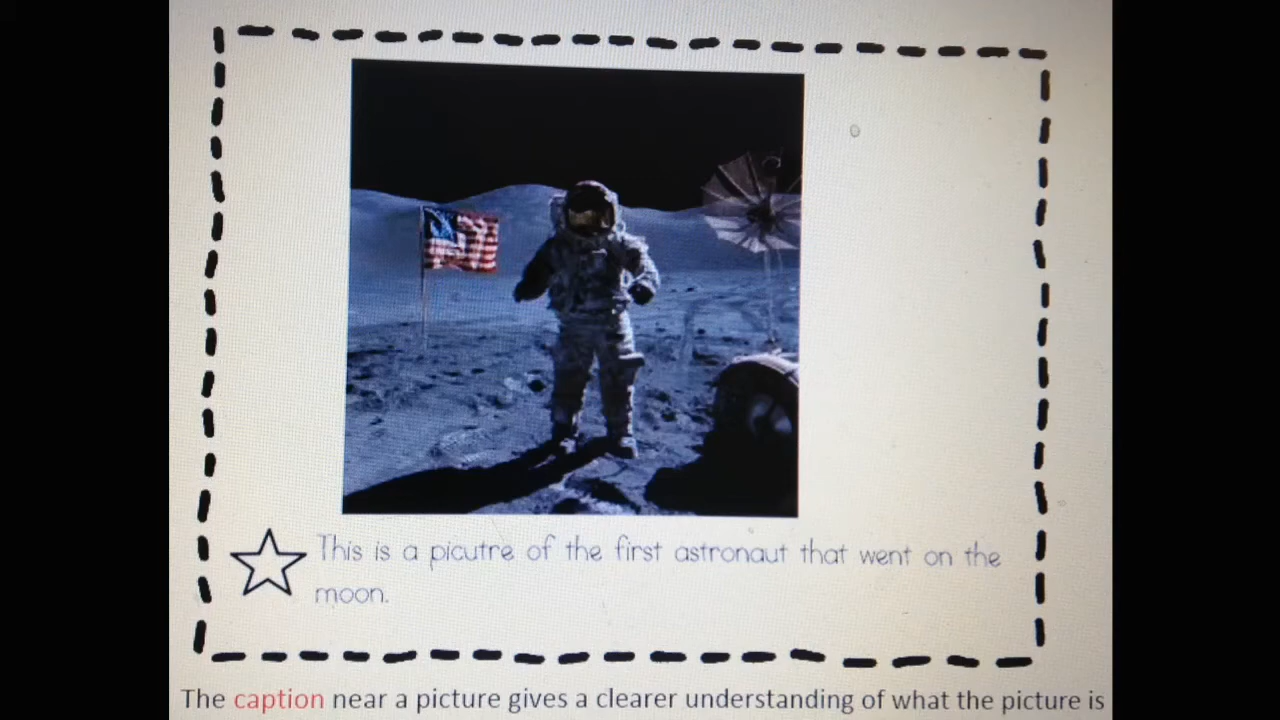 This is a picutre of the first astronaut that went on the
moon.
The caption near a picture gives a clearer understanding of what the picture is